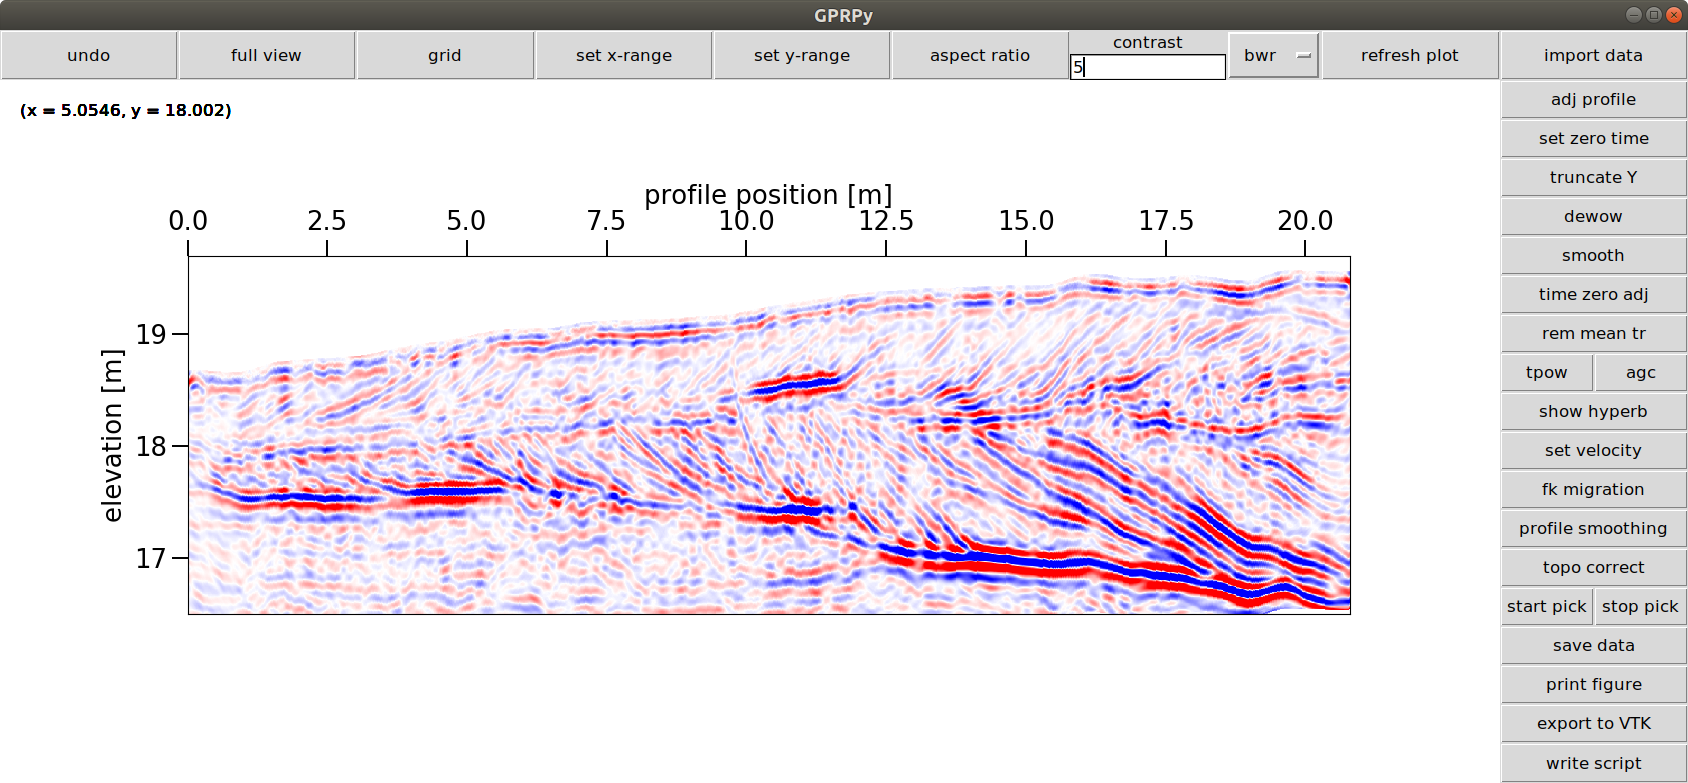 GPRPy
undo full view grid set x-range set y-range aspect ratio contrast bwr refresh plot import data
5
(x = 5.0546, y = 18.002)
adj profile
set zero time
truncate Y
dewow
smooth
time zero adj
rem mean tr
tpow agc
show hyperb
set velocity
fk migration
profile smoothing
topo correct
start pick stop pick
save data
print figure
export to VTK
write script
profile position [m]
0.0 2.5 5.0 7.5 10.0 12.5 15.0 17.5 20.0
elevation [m]
19
18
17